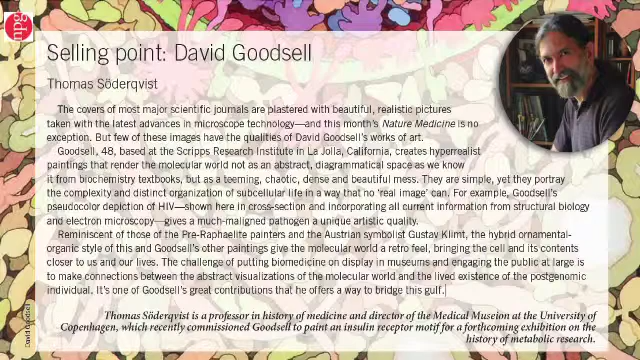 npg
Selling point: David Goodsell
Thomas Söderqvist
The covers of most major scientific journals are plastered with beautiful, realistic pictures
taken with the latest advances in microscope technology—and this month's Nature Medicine is no
exception. But few of these images have the qualities of David Goodsell's works of art.
Goodsell, 48, based at the Scripps Research Institute in La Jolla, California, creates hyperrealist
paintings that render the molecular world not as an abstract, diagrammatical space as we know
it from biochemistry textbooks, but as a teeming, chaotic, dense and beautiful mess. They are simple, yet they portray
the complexity and distinct organization of subcellular life in a way that no 'real image' can. For example, Goodsell's
pseudocolor depiction of HIV—shown here in cross-section and incorporating all current information from structural biology
and electron microscopy—gives a much-maligned pathogen a unique artistic quality.
Reminiscent of those of the Pre-Raphaelite painters and the Austrian symbolist Gustav Klimt, the hybrid ornamental-
organic style of this and Goodsell's other paintings give the molecular world a retro feel, bringing the cell and its contents
closer to us and our lives. The challenge of putting biomedicine on display in museums and engaging the public at large is
to make connections between the abstract visualizations of the molecular world and the lived existence of the postgenomic
individual. It's one of Goodsell's great contributions that he offers a way to bridge this gulf.
Thomas Söderqvist is a professor in history of medicine and director of the Medical Museion at the University of
Copenhagen, which recently commissioned Goodsell to paint an insulin receptor motif for a forthcoming exhibition on the
history of metabolic research.
David Goodsell